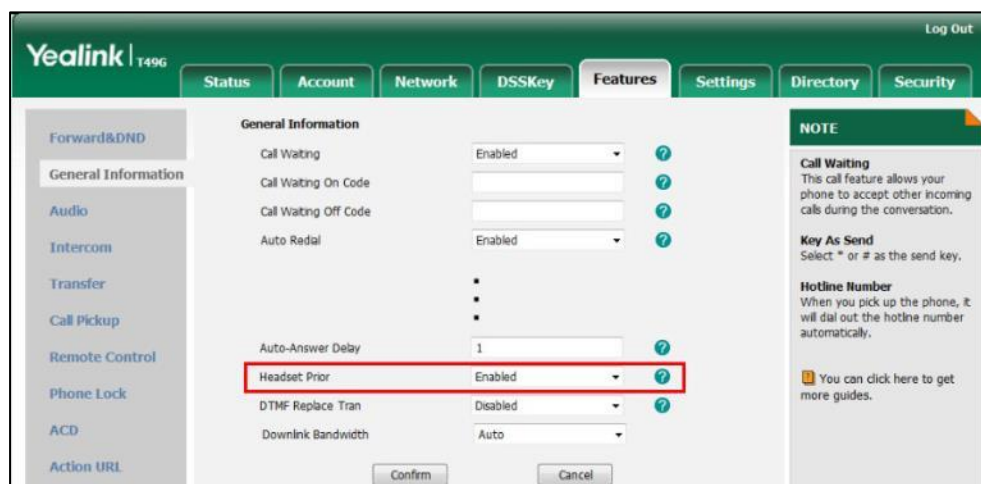 Log Out
Yealink | T49G
Status Account Network DSSKey Features Settings Directory Security
Forward&DND
General Information
Audio
Intercom
Transfer
Call Pickup
Remote Control
Phone Lock
ACD
Action URL
General Information
Call Waiting Enabled
Call Waiting On Code
Call Waiting Off Code
Auto Redial Enabled
Auto-Answer Delay 1
Headset Prior Enabled
DTMF Replace Tran Disabled
Downlink Bandwidth Auto
Confirm Cancel
NOTE
Call Waiting
This call feature allows your
phone to accept other incoming
calls during the conversation.
Key As Send
Select * or # as the send key.
Hotline Number
When you pick up the phone, it
will dial out the hotline number
automatically.
You can click here to get
more guides.